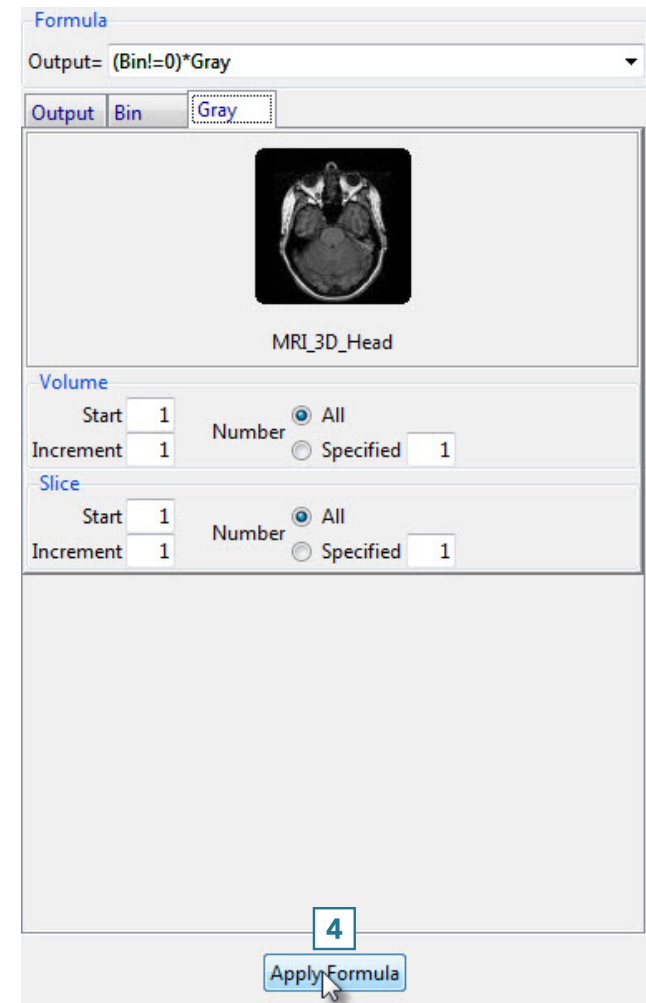 Formula
Output= (Bin!=0)*Gray
Output Bin Gray
MRI_3D_Head
Volume
Start 1
Number All
Increment 1
Specified 1
Slice
Start 1
Number All
Increment 1
Specified 1
4
Apply Formula